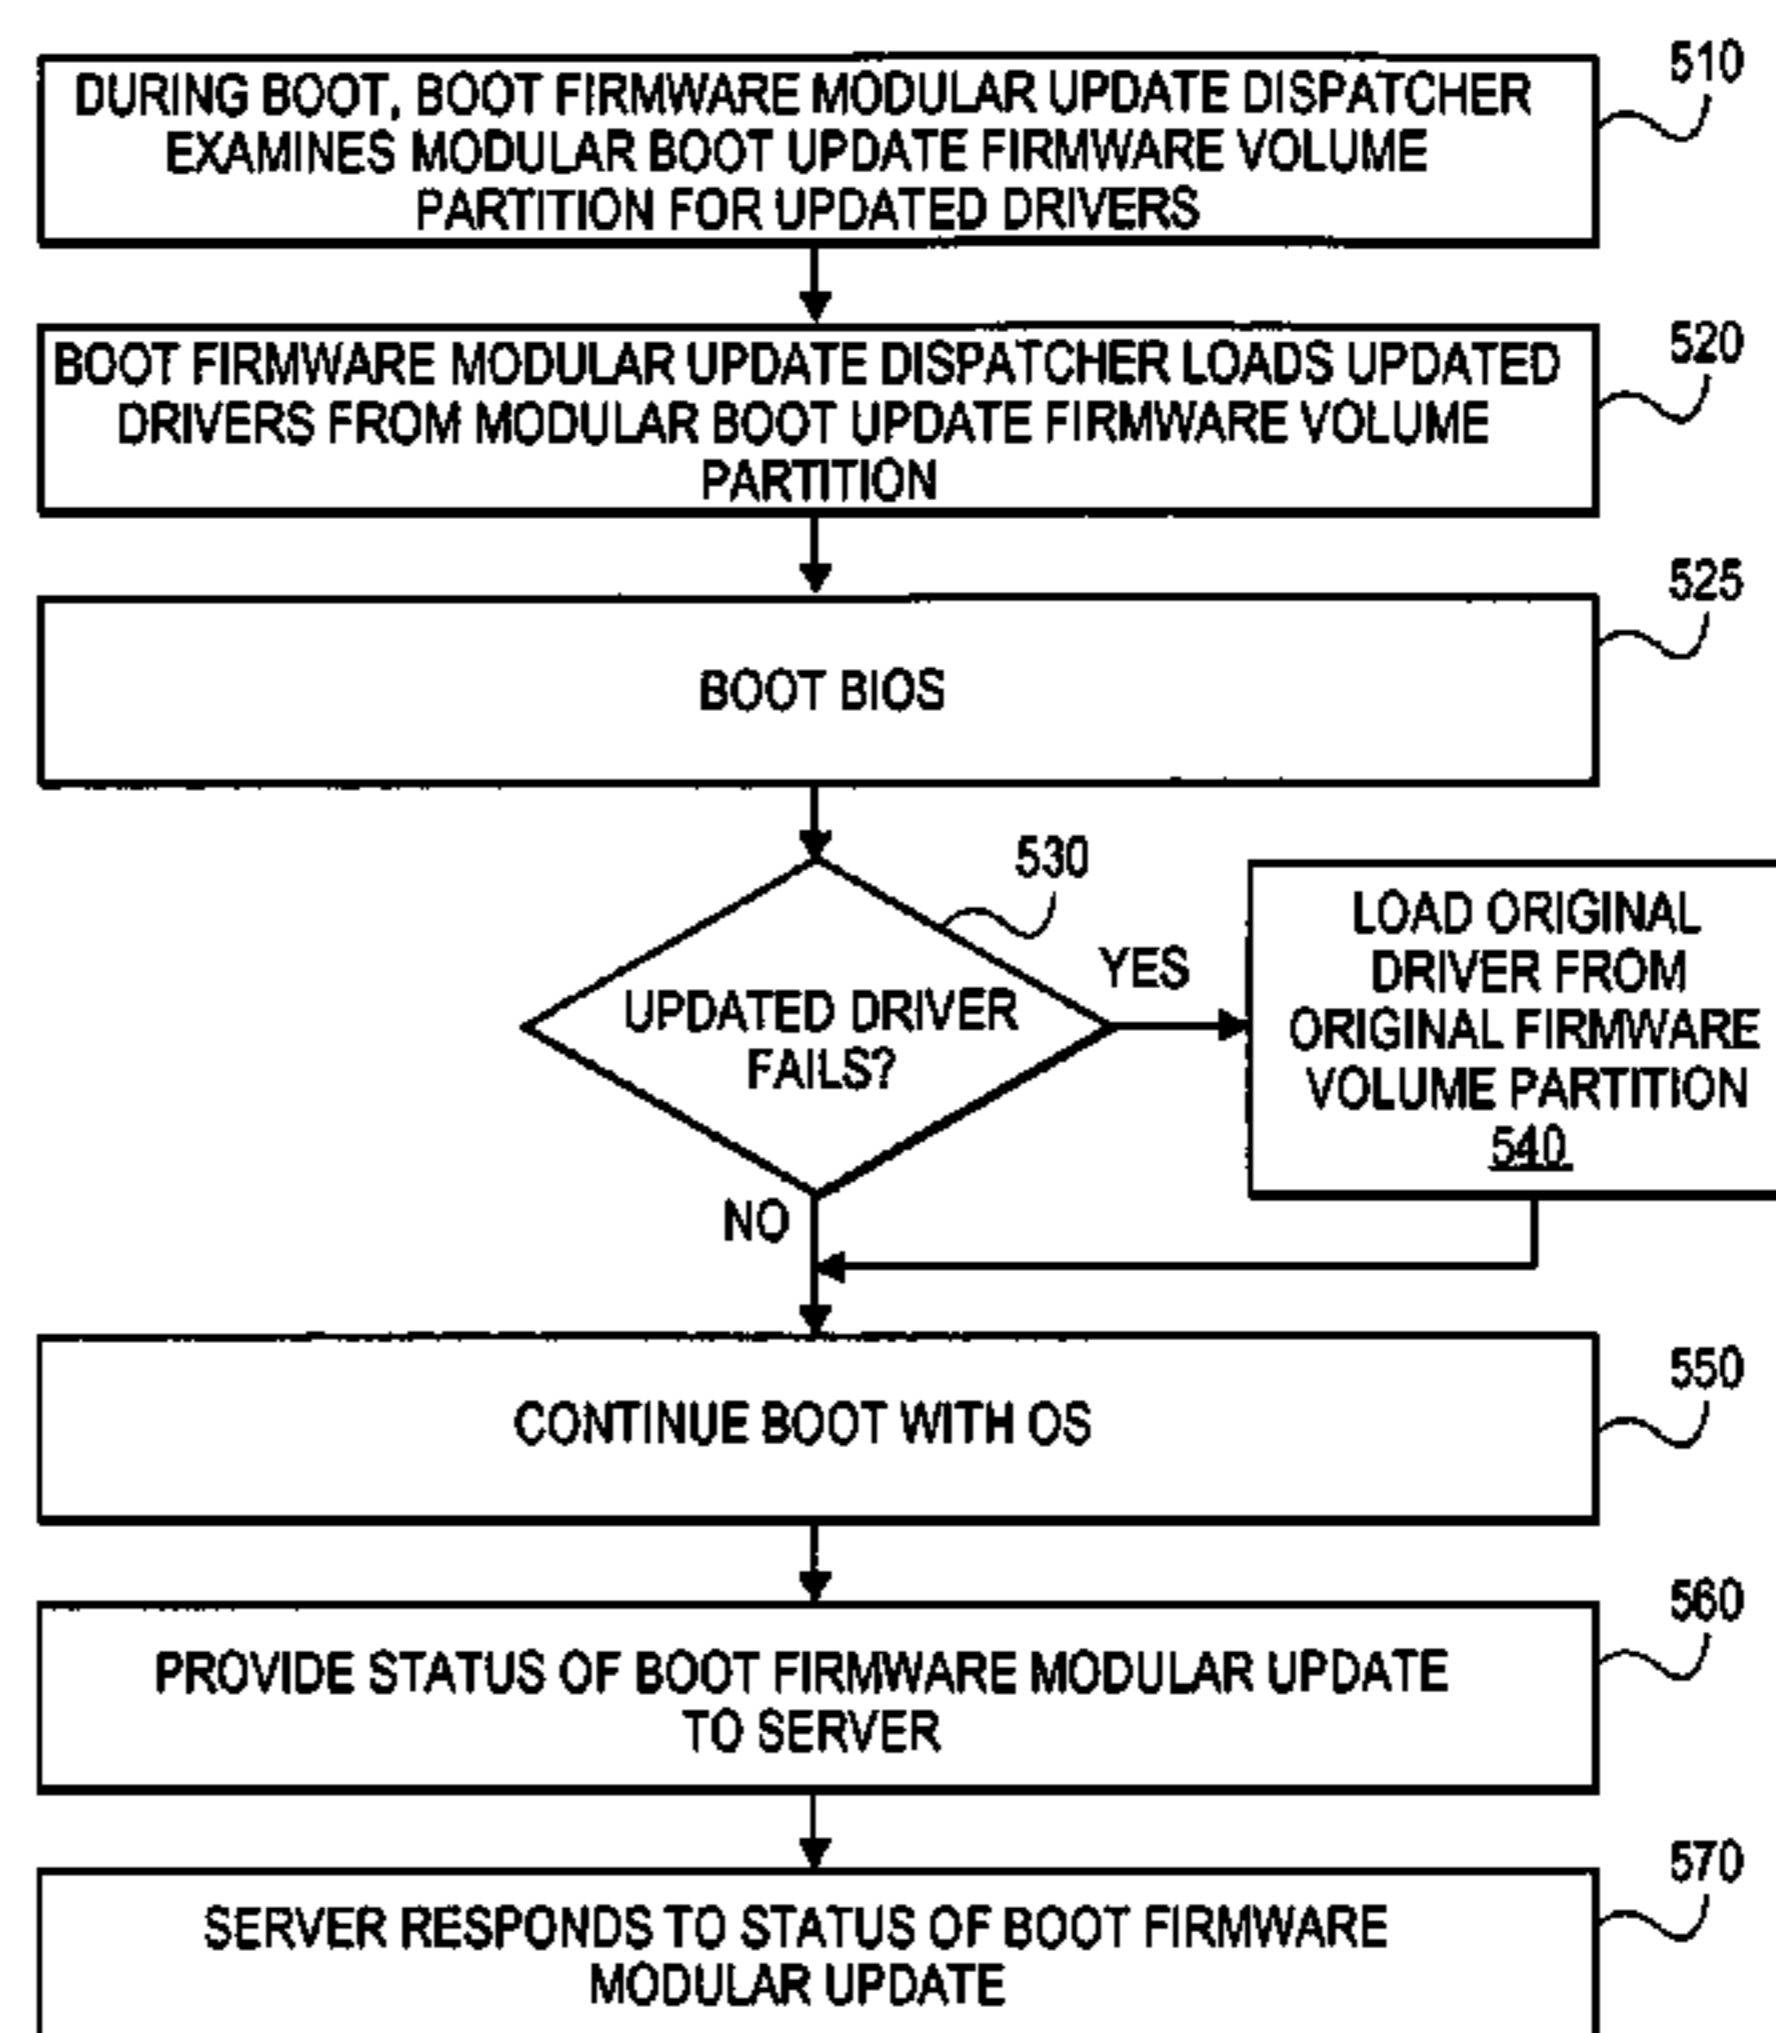 510
DURING BOOT, BOOT FIRMWARE MODULAR UPDATE DISPATCHER
EXAMINES MODULAR BOOT UPDATE FIRMWARE VOLUME
PARTITION FOR UPDATED DRIVERS
520
BOOT FIRMWARE MODULAR UPDATE DISPATCHER LOADS UPDATED
DRIVERS FROM MODULAR BOOT UPDATE FIRMWARE VOLUME
PARTITION
525
BOOT BIOS
530
UPDATED DRIVER
FAILS?
YES
LOAD ORIGINAL
DRIVER FROM
ORIGINAL FIRMWARE
VOLUME PARTITION
540
NO
550
CONTINUE BOOT WITH OS
560
PROVIDE STATUS OF BOOT FIRMWARE MODULAR UPDATE
TO SERVER
570
SERVER RESPONDS TO STATUS OF BOOT FIRMWARE
MODULAR UPDATE